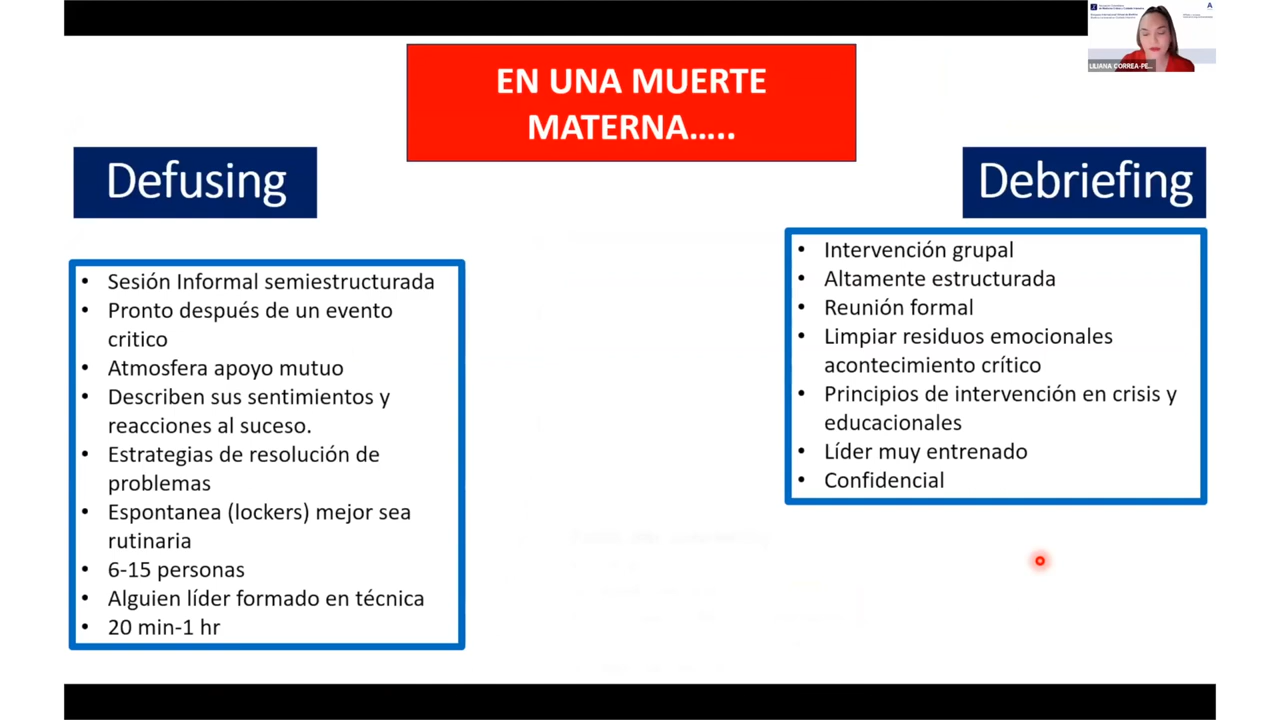 EN UNA MUERTE
MATERNA…..
Defusing
• Sesión Informal semiestructurada
• Pronto después de un evento
critico
• Atmosfera apoyo mutuo
• Describen sus sentimientos y
reacciones al suceso.
• Estrategias de resolución de
problemas
• Espontanea (lockers) mejor sea
rutinaria
• 6-15 personas
• Alguien líder formado en técnica
• 20 min-1 hr
Debriefing
• Intervención grupal
• Altamente estructurada
• Reunión formal
• Limpiar residuos emocionales
acontecimiento crítico
• Principios de intervención en crisis y
educacionales
• Líder muy entrenado
• Confidencial
LILIANA CORREA-PE...